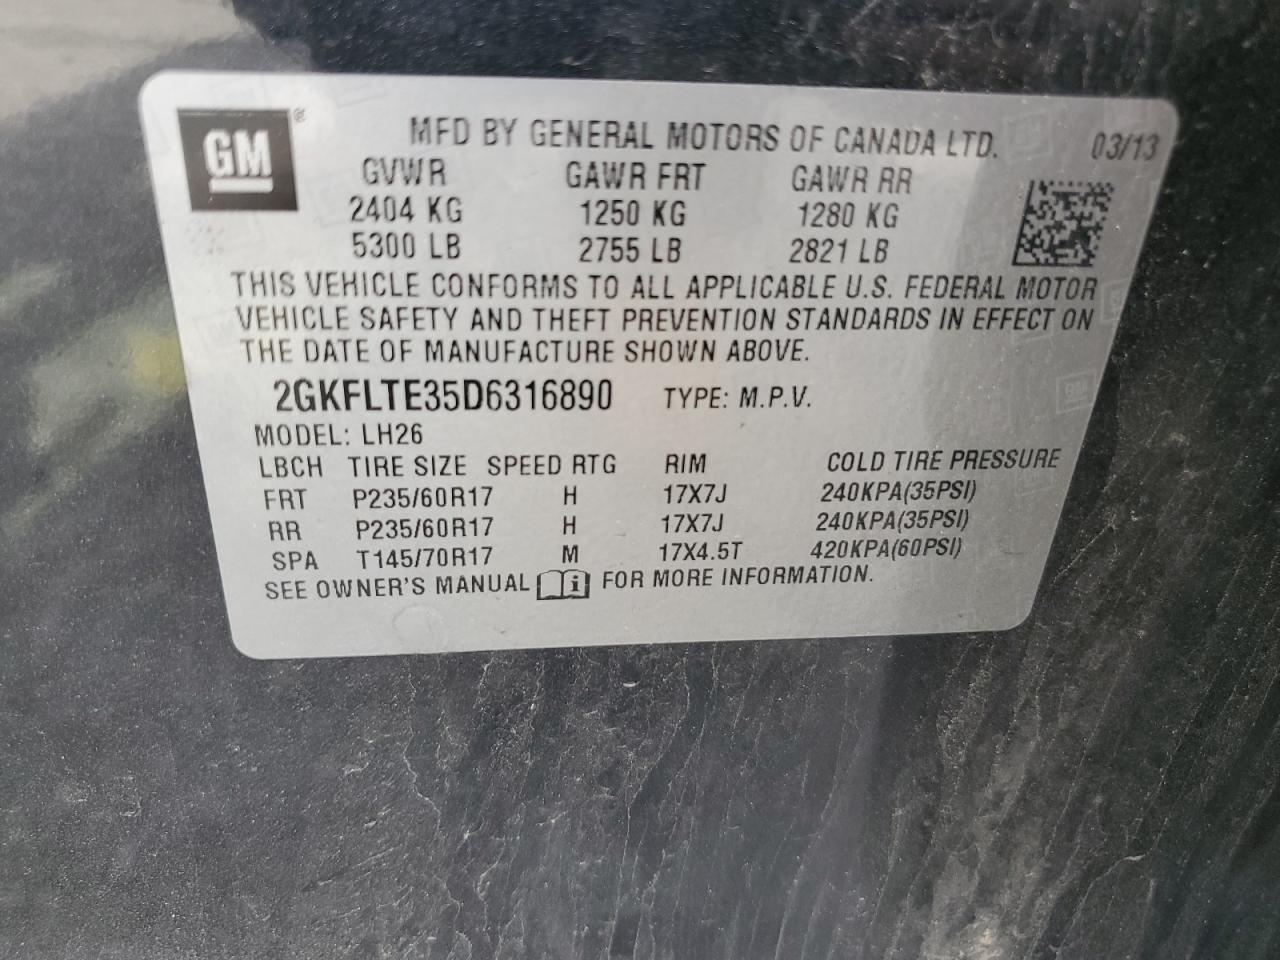 GM ®
MFD BY GENERAL MOTORS OF CANADA LTD. 03/13
GVWR GAWR FRT GAWR RR
2404 KG 1250 KG 1280 KG
5300 LB 2755 LB 2821 LB
THIS VEHICLE CONFORMS TO ALL APPLICABLE U.S. FEDERAL MOTOR
VEHICLE SAFETY AND THEFT PREVENTION STANDARDS IN EFFECT ON
THE DATE OF MANUFACTURE SHOWN ABOVE.
2GKFLTE35D6316890 TYPE: M.P.V.
MODEL: LH26
LBCH TIRE SIZE SPEED RTG RIM COLD TIRE PRESSURE
FRT P235/60R17 H 17X7J 240KPA(35PSI)
RR P235/60R17 H 17X7J 240KPA(35PSI)
SPA T145/70R17 M 17X4.5T 420KPA(60PSI)
SEE OWNER'S MANUAL i FOR MORE INFORMATION.